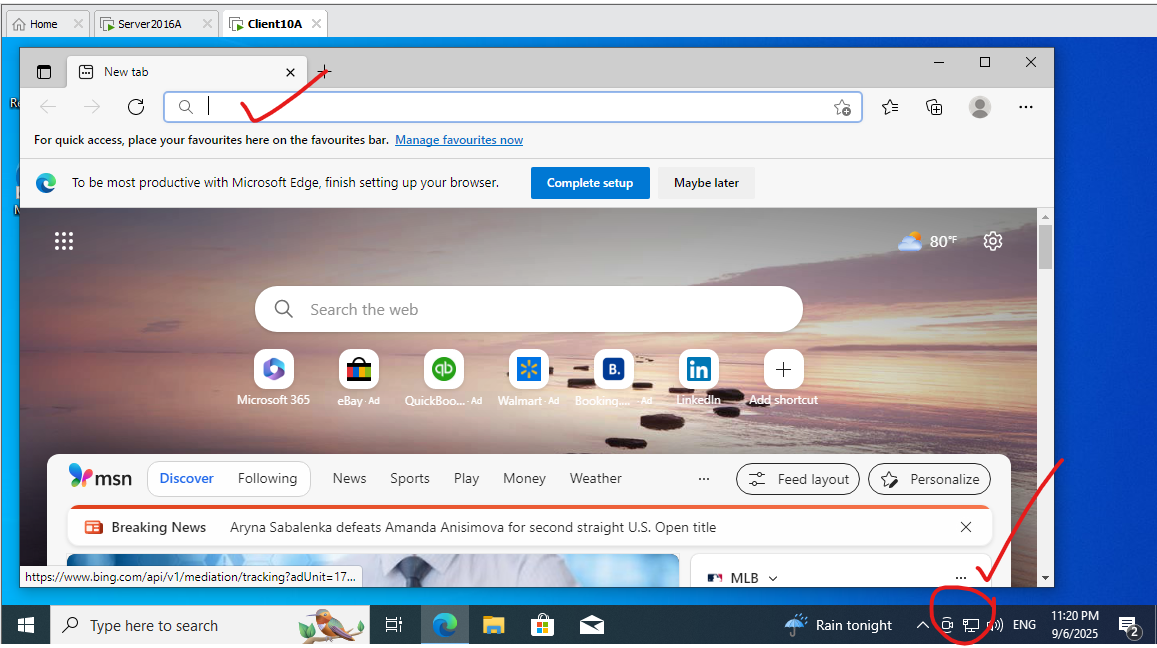 Home
Server2016A
Client10A
New tab
For quick access, place your favourites here on the favourites bar. Manage favourites now
To be most productive with Microsoft Edge, finish setting up your browser. Complete setup Maybe later
80°F
Search the web
Microsoft 365
eBay · Ad
QuickBoo... · Ad
Walmart · Ad
Booking.... Ad
LinkedIn
Add shortcut
msn Discover Following News Sports Play Money Weather ... Feed layout Personalize
Breaking News Aryna Sabalenka defeats Amanda Anisimova for second straight U.S. Open title
MLB
https://www.bing.com/api/v1/mediation/tracking?adUnit=17...
Type here to search
Rain tonight
ENG
11:20 PM
9/6/2025
2